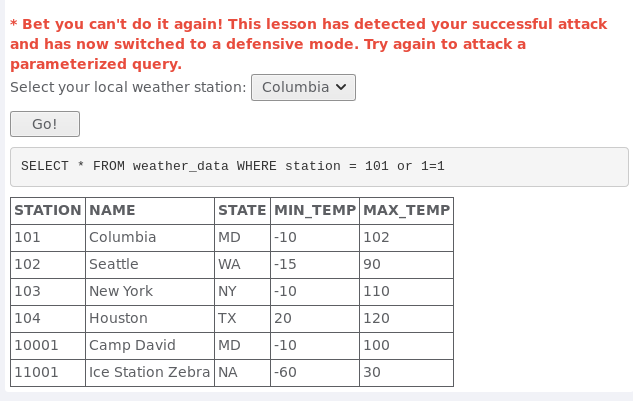 * Bet you can't do it again! This lesson has detected your successful attack
and has now switched to a defensive mode. Try again to attack a
parameterized query.
Select your local weather station: Columbia
Go!
SELECT * FROM weather_data WHERE station = 101 or 1=1
STATION NAME STATE MIN_TEMP MAX_TEMP
101 Columbia MD -10 102
102 Seattle WA -15 90
103 New York NY -10 110
104 Houston TX 20 120
10001 Camp David MD -10 100
11001 Ice Station Zebra NA -60 30